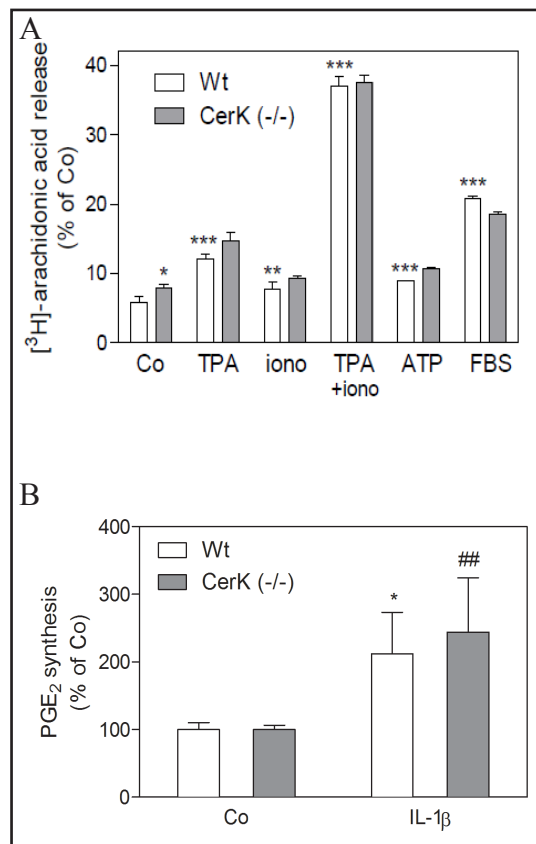 A
[³H]-arachidonic acid release
(% of Co)
40
30
20
10
0
Wt
CerK (-/-)
*
***
**
***
***
***
Co TPA iono TPA ATP FBS
+iono
B
PGE₂ synthesis
(% of Co)
400
300
200
100
0
Wt
CerK (-/-)
*
##
Co IL-1β